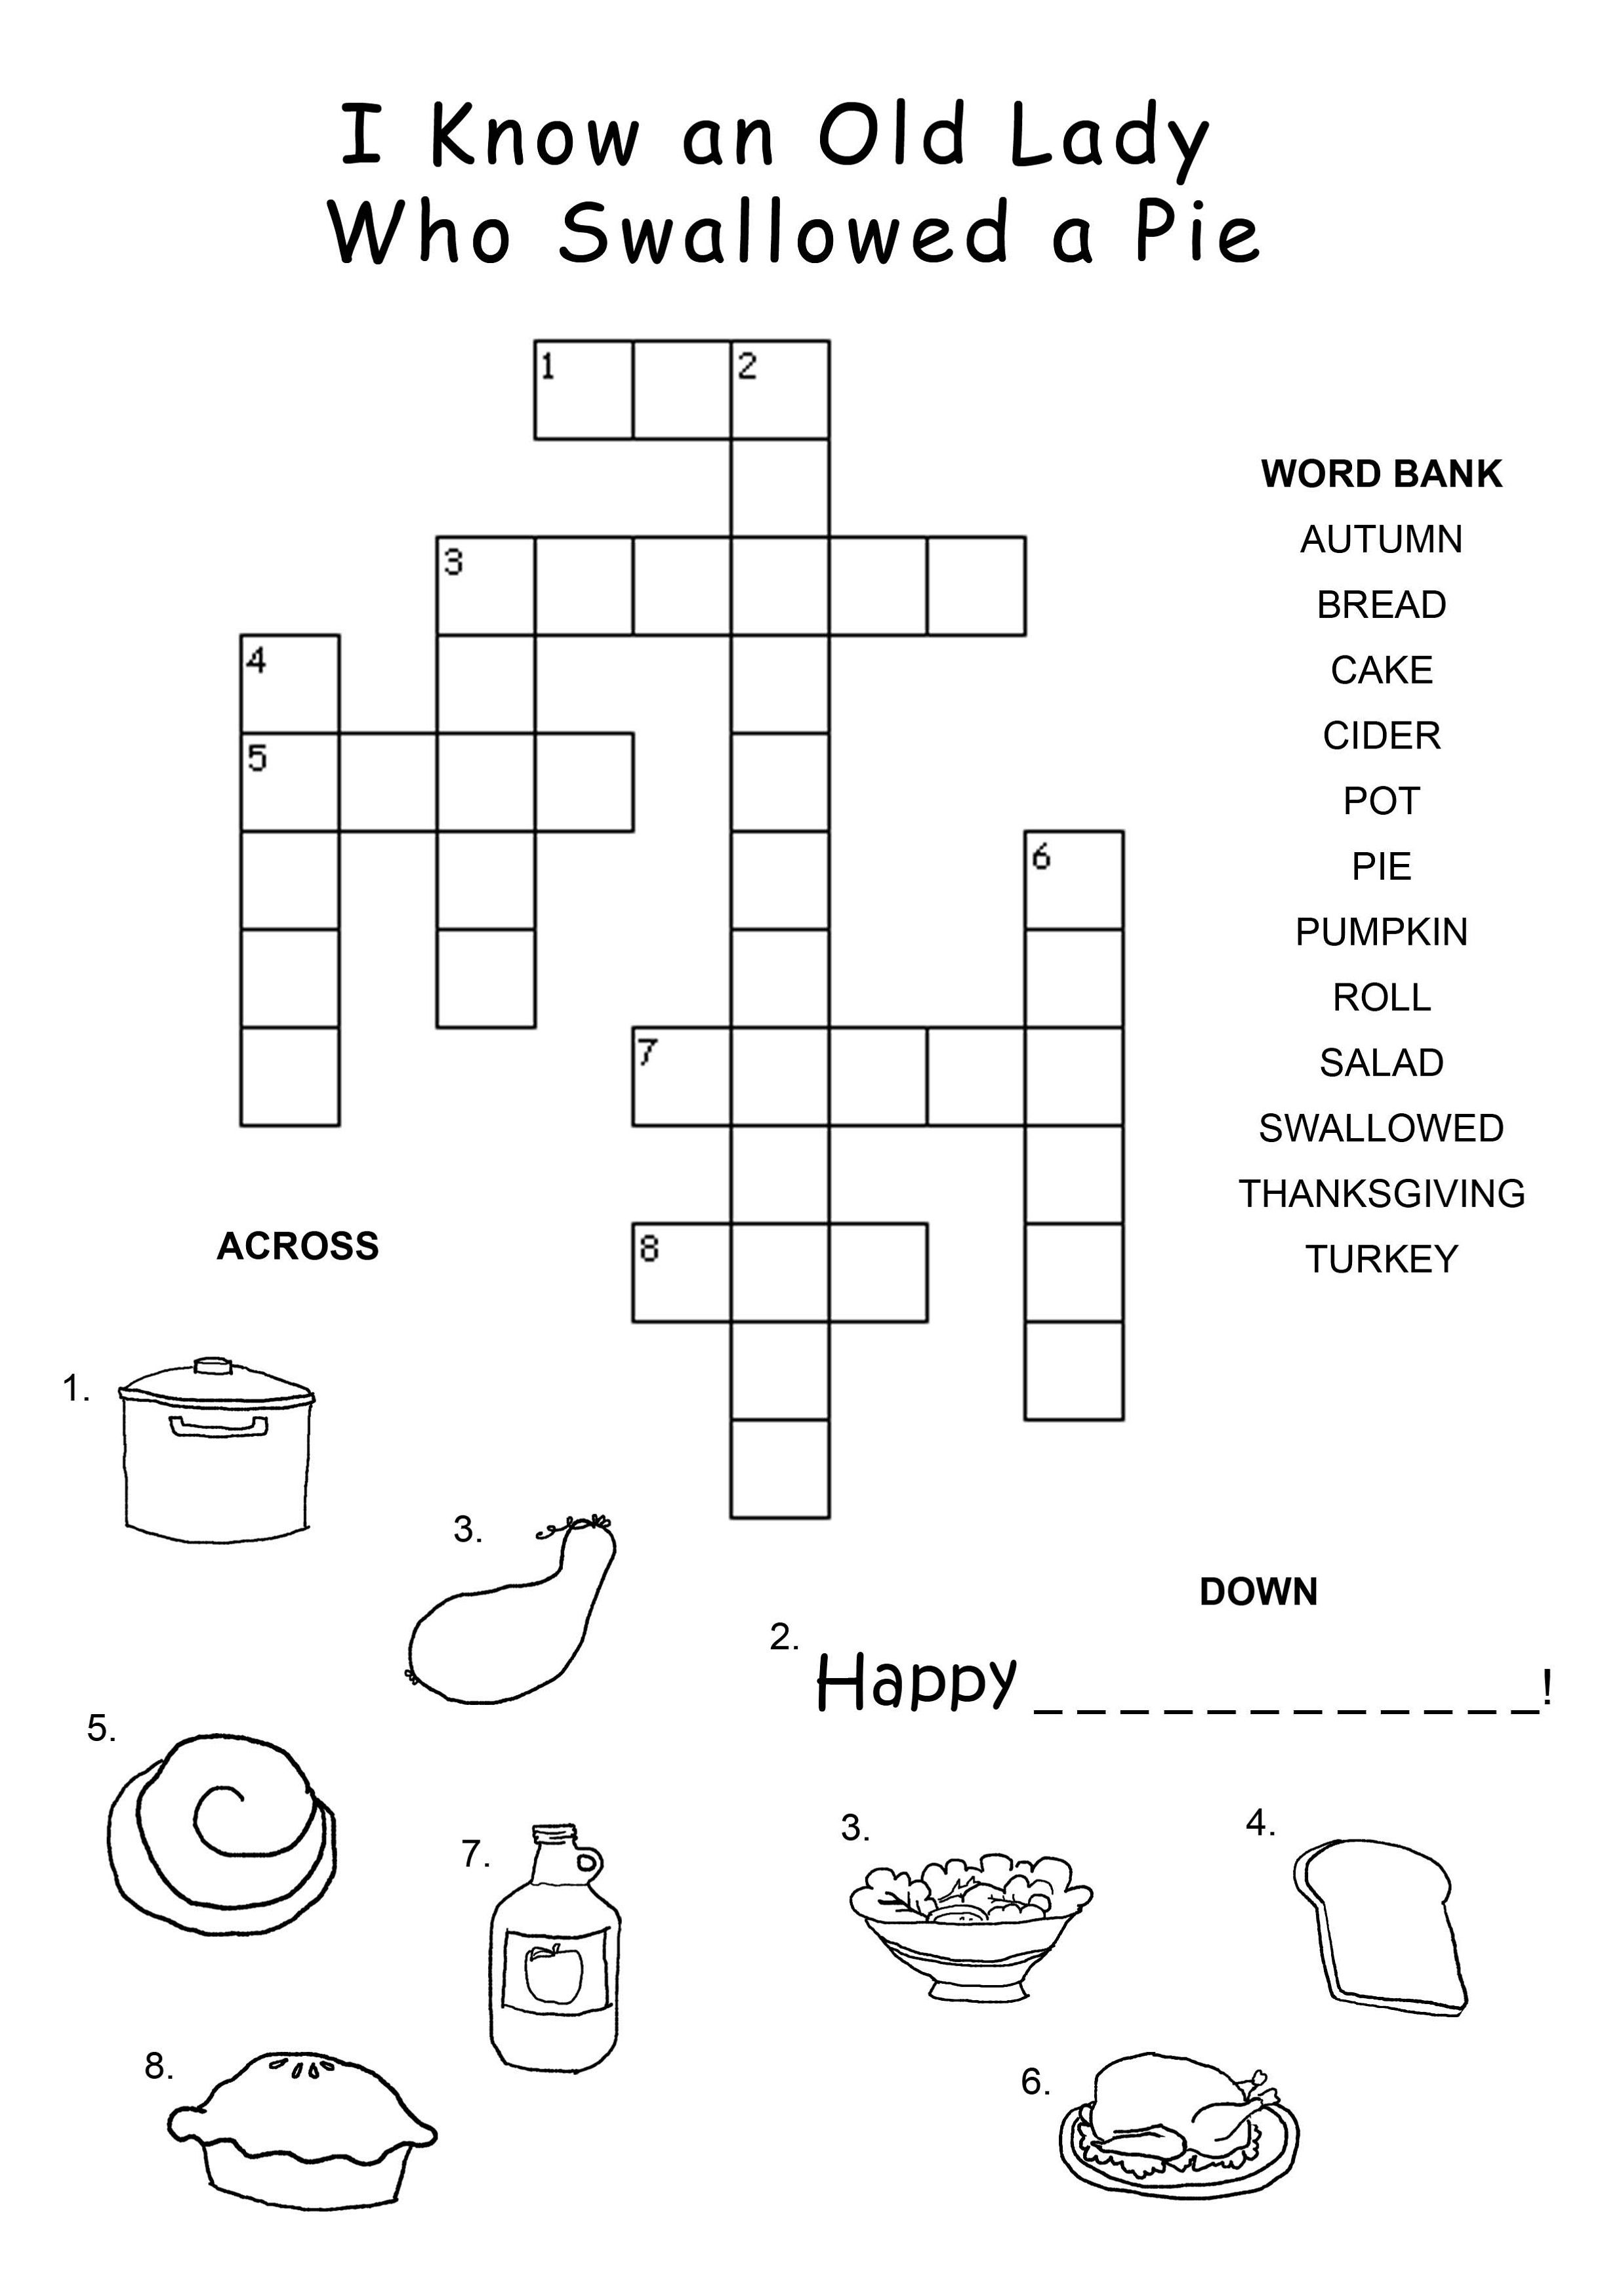 I Know an Old Lady
Who Swallowed a Pie
1
2
3
4
5
6
7
8
WORD BANK
AUTUMN
BREAD
CAKE
CIDER
POT
PIE
PUMPKIN
ROLL
SALAD
SWALLOWED
THANKSGIVING
TURKEY
ACROSS
1.
3.
5.
7.
8.
DOWN
2. Happy _ _ _ _ _ _ _ _ _ _ _ _!
3.
4.
6.